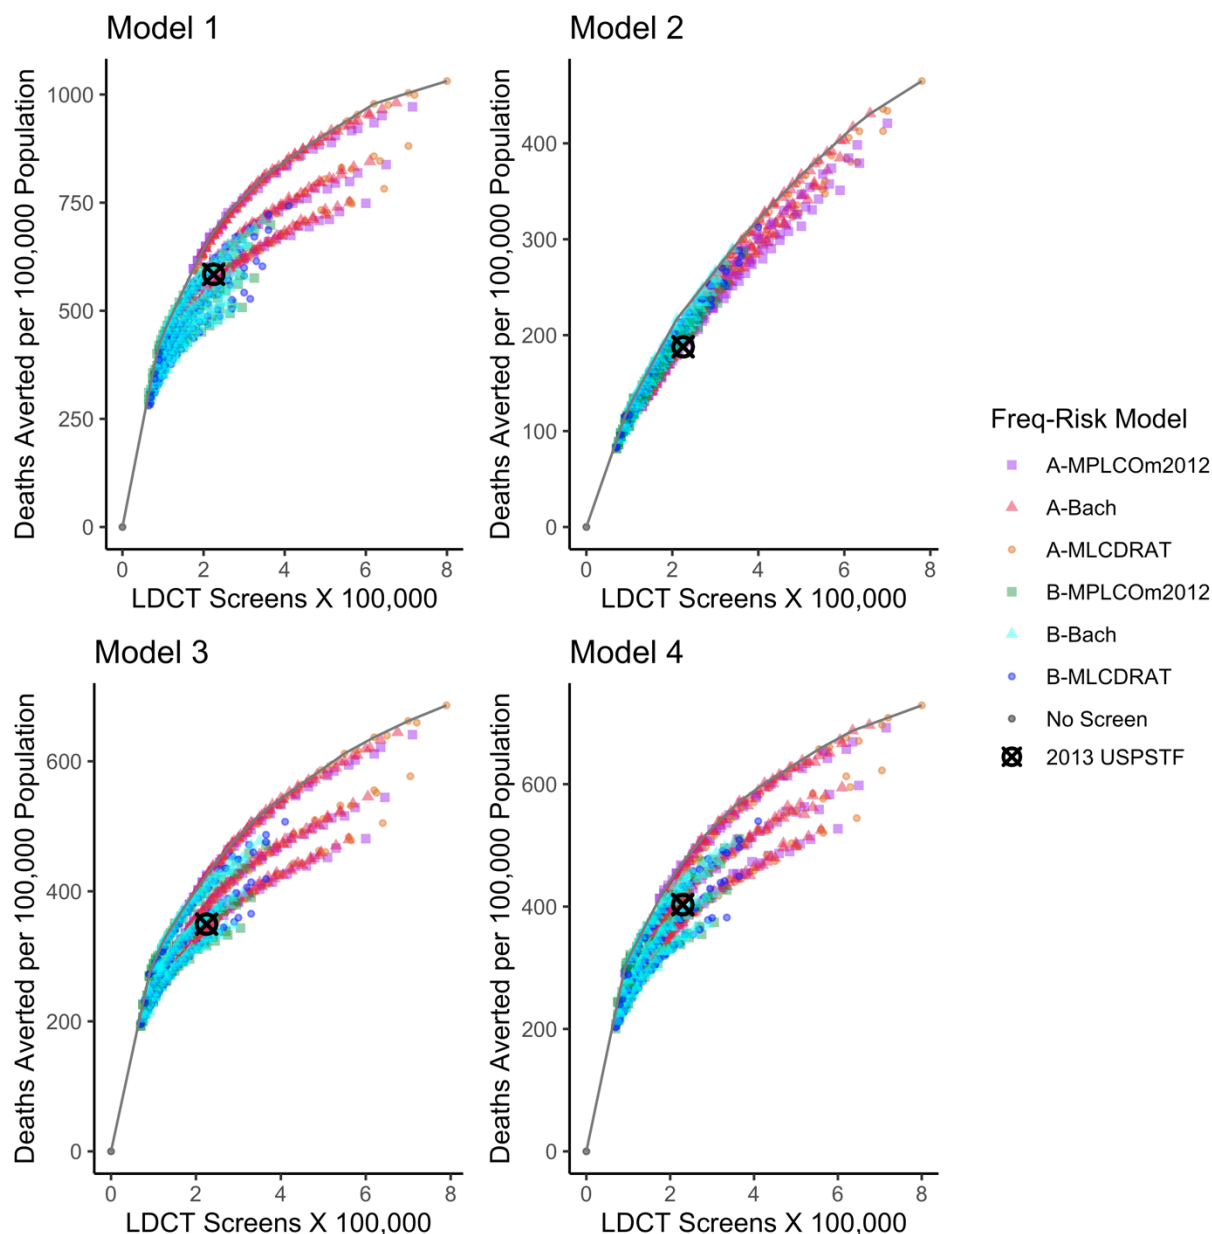 Model 1
Deaths Averted per 100,000 Population
1000
750
500
250
0
0 2 4 6 8
LDCT Screens X 100,000
Model 2
Deaths Averted per 100,000 Population
400
300
200
100
0
0 2 4 6 8
LDCT Screens X 100,000
Model 3
Deaths Averted per 100,000 Population
600
400
200
0
0 2 4 6 8
LDCT Screens X 100,000
Model 4
Deaths Averted per 100,000 Population
600
400
200
0
0 2 4 6 8
LDCT Screens X 100,000
Freq-Risk Model
A-MPLCOm2012
A-Bach
A-MLCDRAT
B-MPLCOm2012
B-Bach
B-MLCDRAT
No Screen
2013 USPSTF